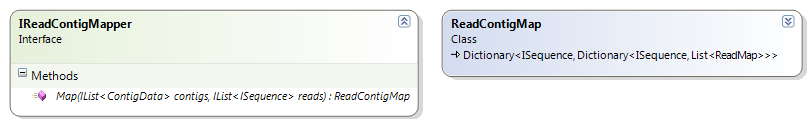 IReadContigMapper
Interface
Methods
Map(IList<ContigData> contigs, IList<ISequence> reads) : ReadContigMap
ReadContigMap
Class
Dictionary<ISequence, Dictionary<ISequence, List<ReadMap>>>